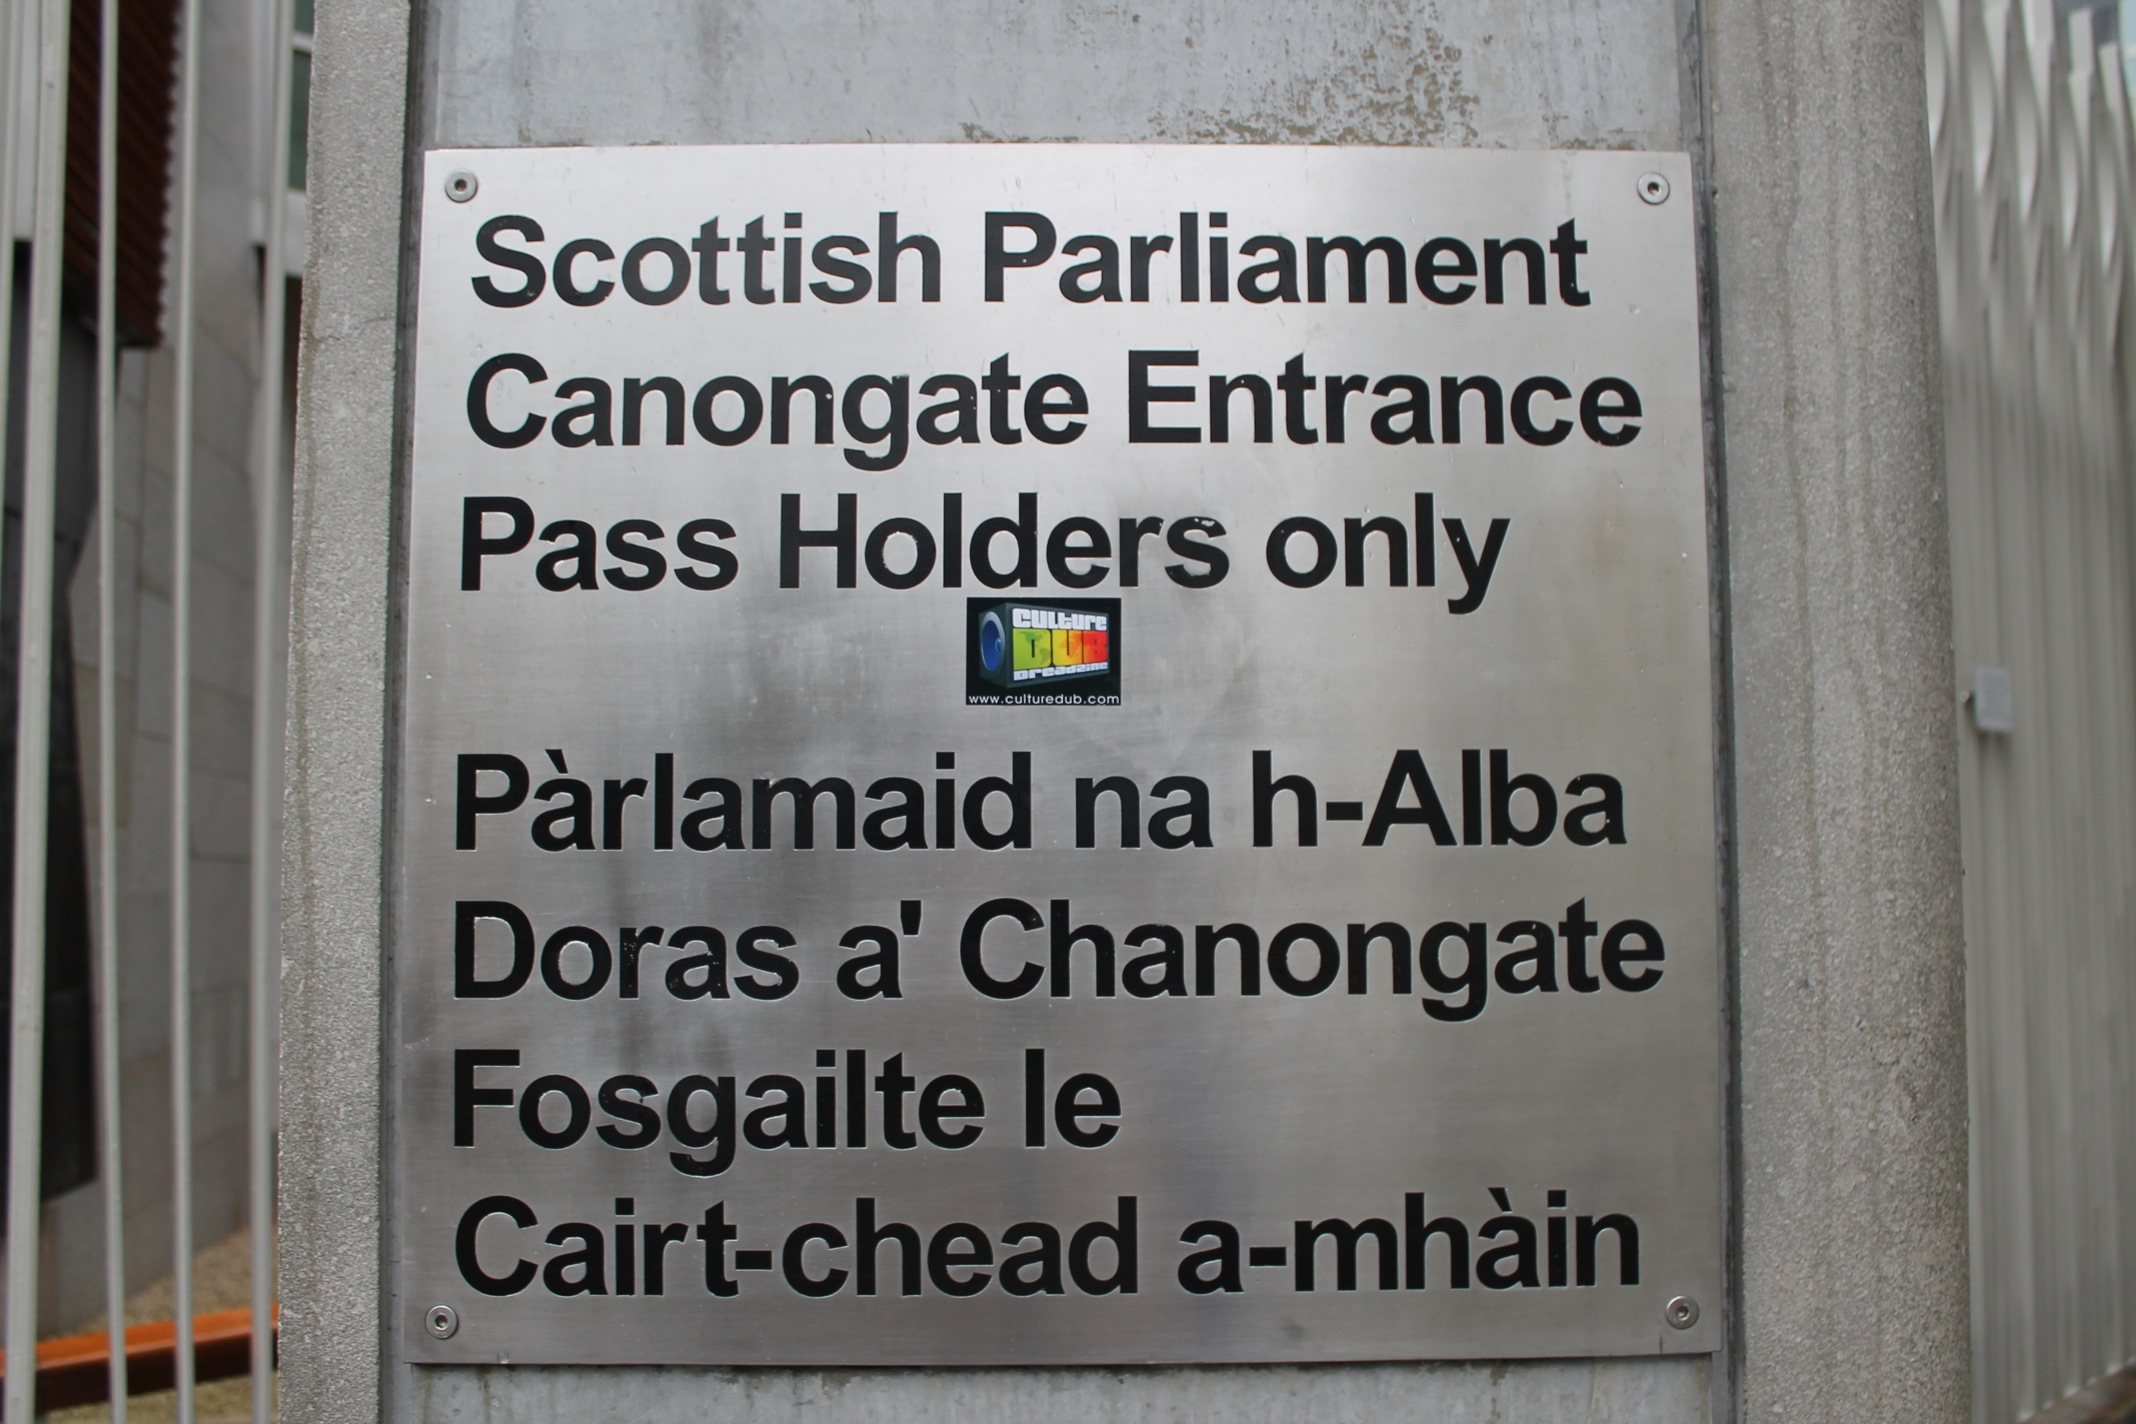 Scottish Parliament
Canongate Entrance
Pass Holders only
CULTURE
DUB
Dreadzine
www.culturedub.com
Pàrlamaid na h-Alba
Doras a' Chanongate
Fosgailte le
Cairt-chead a-mhàin